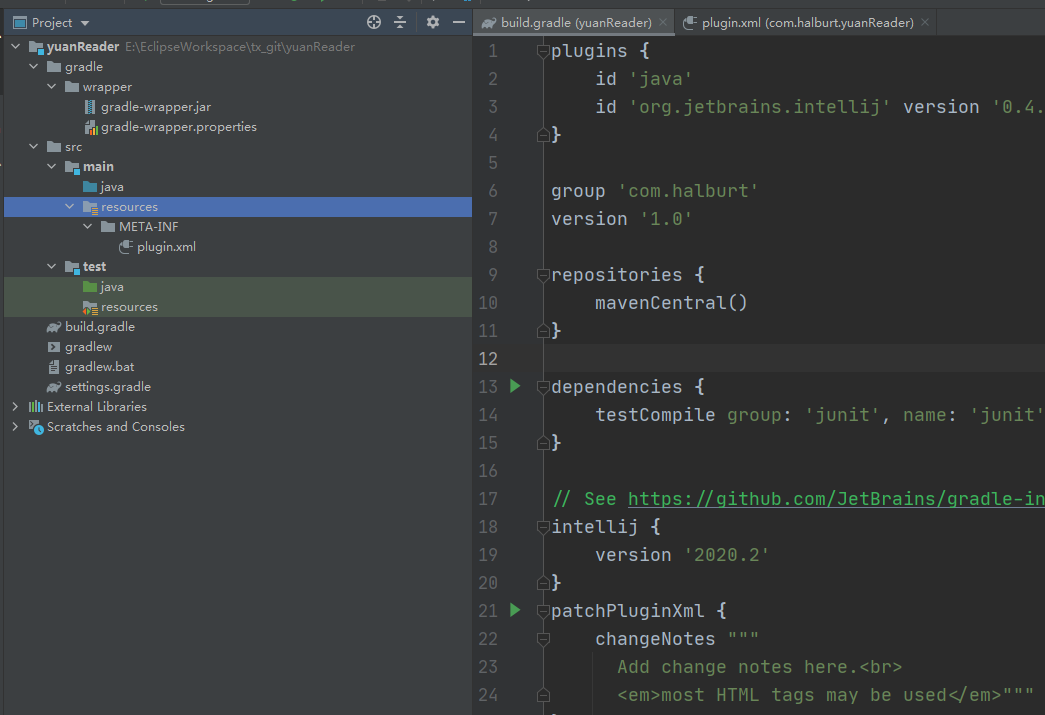 Project
yuanReader E:\EclipseWorkspace\tx_git\yuanReader
gradle
wrapper
gradle-wrapper.jar
gradle-wrapper.properties
src
main
java
resources
META-INF
plugin.xml
test
java
resources
build.gradle
gradlew
gradlew.bat
settings.gradle
External Libraries
Scratches and Consoles
build.gradle (yuanReader)
plugin.xml (com.halburt.yuanReader)
1 plugins {
2 id 'java'
3 id 'org.jetbrains.intellij' version '0.4.
4 }
5
6 group 'com.halburt'
7 version '1.0'
8
9 repositories {
10 mavenCentral()
11 }
12
13 dependencies {
14 testCompile group: 'junit', name: 'junit'
15 }
16
17 // See https://github.com/JetBrains/gradle-in
18 intellij {
19 version '2020.2'
20 }
21 patchPluginXml {
22 changeNotes """
23 Add change notes here.<br>
24 <em>most HTML tags may be used</em>"""